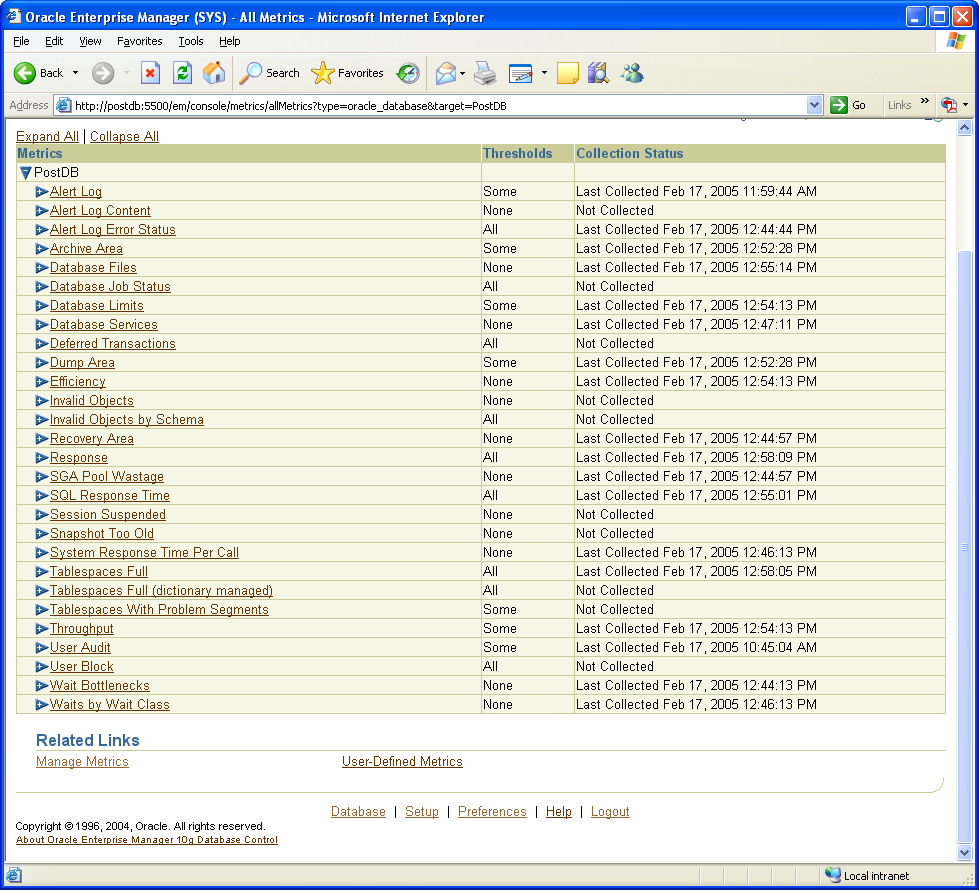 Oracle Enterprise Manager (SYS) - All Metrics - Microsoft Internet Explorer
File Edit View Favorites Tools Help
Back Search Favorites
Address http://postdb:5500/em/console/metrics/allMetrics?type=oracle_database&target=PostDB Go Links »
Expand All | Collapse All
Metrics Thresholds Collection Status
PostDB
Alert Log Some Last Collected Feb 17, 2005 11:59:44 AM
Alert Log Content None Not Collected
Alert Log Error Status All Last Collected Feb 17, 2005 12:44:44 PM
Archive Area Some Last Collected Feb 17, 2005 12:52:28 PM
Database Files None Last Collected Feb 17, 2005 12:55:14 PM
Database Job Status All Not Collected
Database Limits Some Last Collected Feb 17, 2005 12:54:13 PM
Database Services None Last Collected Feb 17, 2005 12:47:11 PM
Deferred Transactions All Not Collected
Dump Area Some Last Collected Feb 17, 2005 12:52:28 PM
Efficiency None Last Collected Feb 17, 2005 12:54:13 PM
Invalid Objects None Not Collected
Invalid Objects by Schema All Not Collected
Recovery Area None Last Collected Feb 17, 2005 12:44:57 PM
Response All Last Collected Feb 17, 2005 12:58:09 PM
SGA Pool Wastage None Last Collected Feb 17, 2005 12:44:57 PM
SQL Response Time All Last Collected Feb 17, 2005 12:55:01 PM
Session Suspended None Not Collected
Snapshot Too Old None Not Collected
System Response Time Per Call None Last Collected Feb 17, 2005 12:46:13 PM
Tablespaces Full All Last Collected Feb 17, 2005 12:58:05 PM
Tablespaces Full (dictionary managed) All Not Collected
Tablespaces With Problem Segments Some Not Collected
Throughput Some Last Collected Feb 17, 2005 12:54:13 PM
User Audit Some Last Collected Feb 17, 2005 10:45:04 AM
User Block All Not Collected
Wait Bottlenecks None Last Collected Feb 17, 2005 12:44:13 PM
Waits by Wait Class None Last Collected Feb 17, 2005 12:46:13 PM
Related Links
Manage Metrics User-Defined Metrics
Database | Setup | Preferences | Help | Logout
Copyright © 1996, 2004, Oracle. All rights reserved.
About Oracle Enterprise Manager 10g Database Control
Local intranet